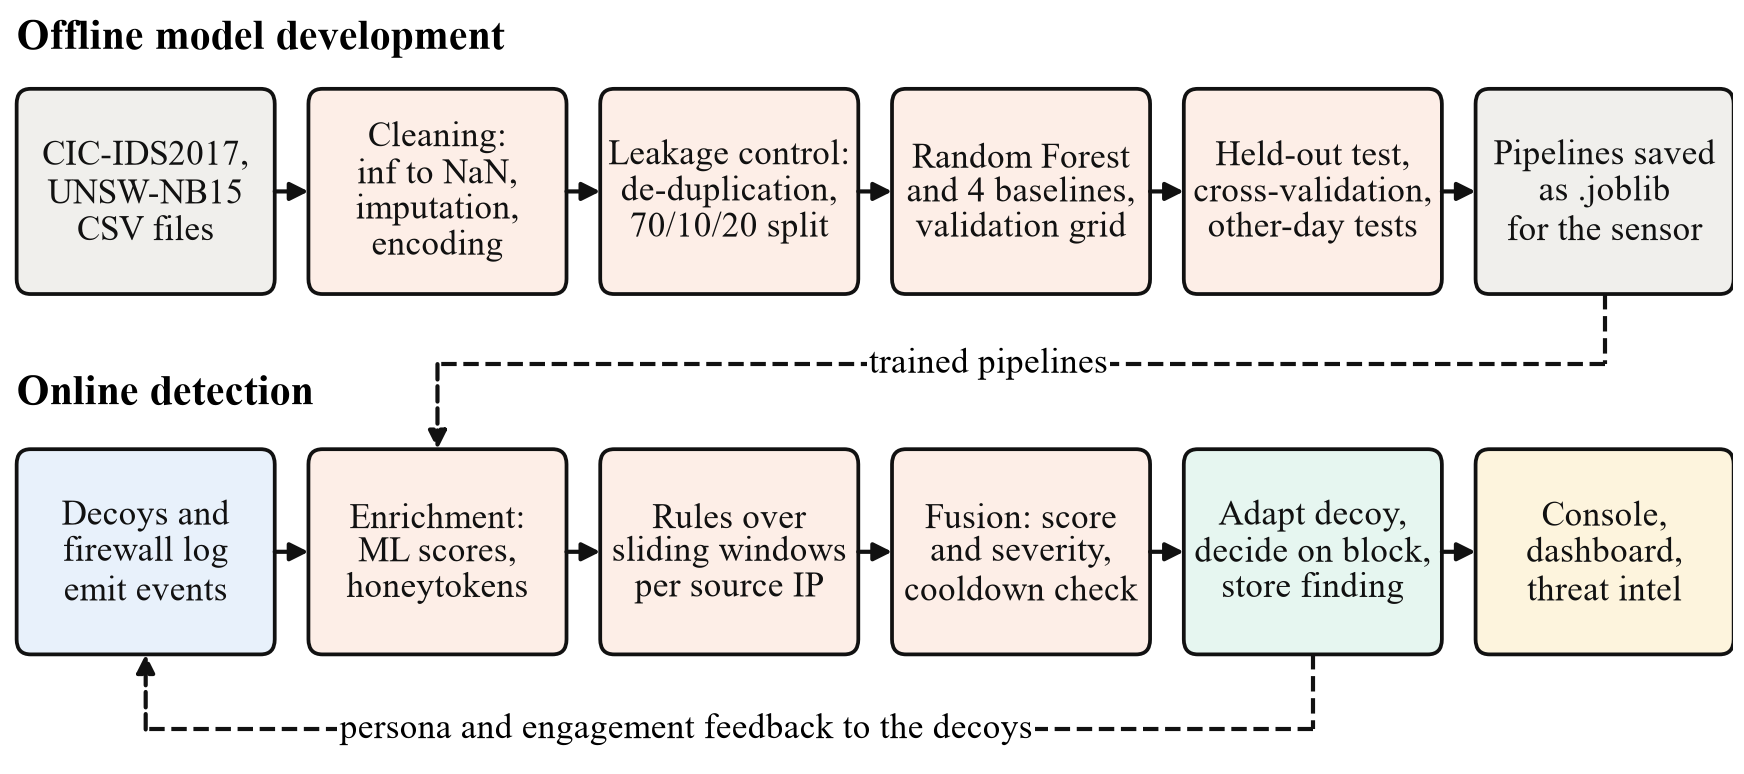 Offline model development
CIC-IDS2017,
UNSW-NB15
CSV files
Cleaning:
inf to NaN,
imputation,
encoding
Leakage control:
de-duplication,
70/10/20 split
Random Forest
and 4 baselines,
validation grid
Held-out test,
cross-validation,
other-day tests
Pipelines saved
as .joblib
for the sensor
trained pipelines
Online detection
Decoys and
firewall log
emit events
Enrichment:
ML scores,
honeytokens
Rules over
sliding windows
per source IP
Fusion: score
and severity,
cooldown check
Adapt decoy,
decide on block,
store finding
Console,
dashboard,
threat intel
persona and engagement feedback to the decoys